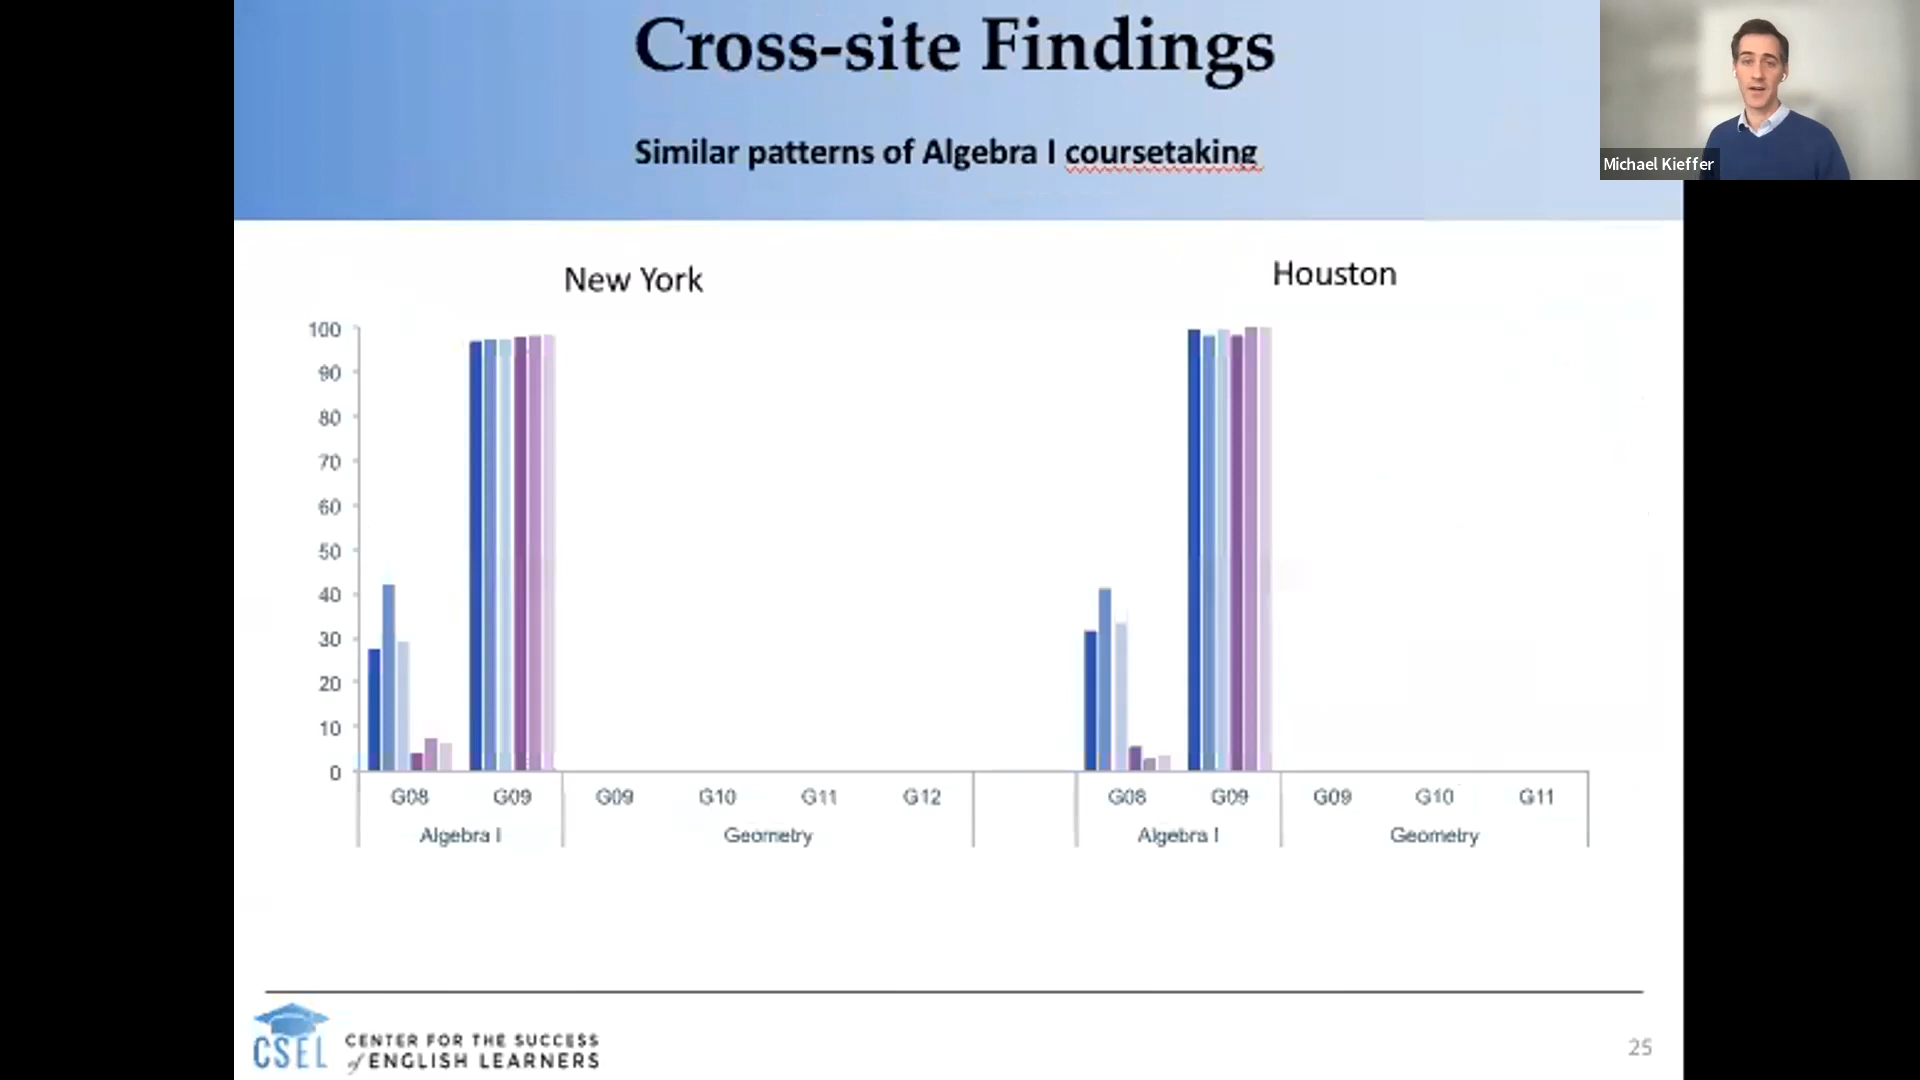 Cross-site Findings
Similar patterns of Algebra I coursetaking
Michael Kieffer
New York
Houston
100
90
80
70
60
50
40
30
20
10
0
G08 G09 G09 G10 G11 G12 G08 G09 G09 G10 G11
Algebra I Geometry Algebra I Geometry
CSEL
CENTER FOR THE SUCCESS
of ENGLISH LEARNERS
25